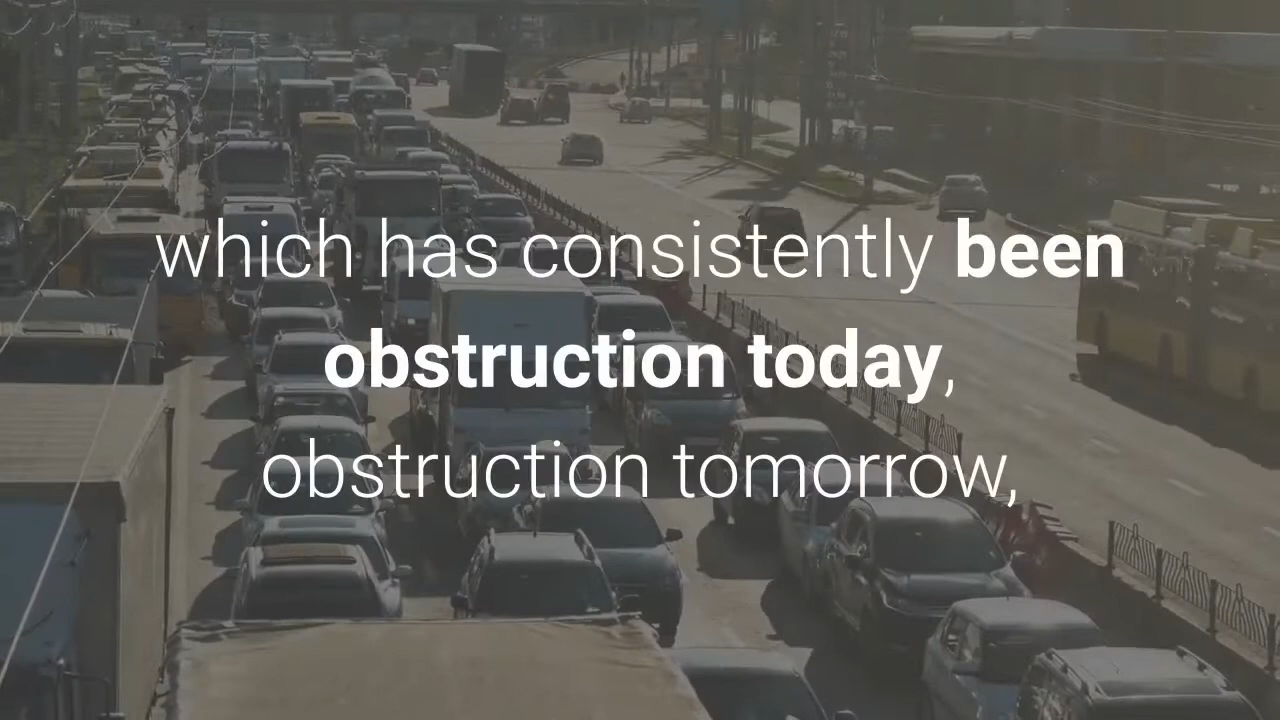 which has consistently been
obstruction today,
obstruction tomorrow,